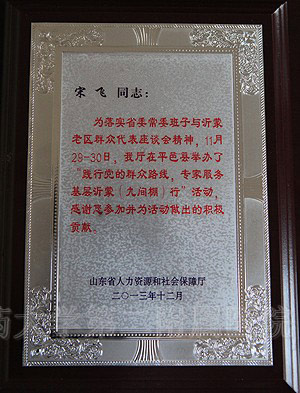 宋飞 同志：
为落实省委常委班子与沂蒙
老区群众代表座谈会精神，11月
29-30日，我厅在平邑县举办了
“践行党的群众路线，专家服务
基层沂蒙（九间棚）行”活动，
感谢您参加并为活动做出的积极
贡献。
山东省人力资源和社会保障厅
二〇一三年十二月